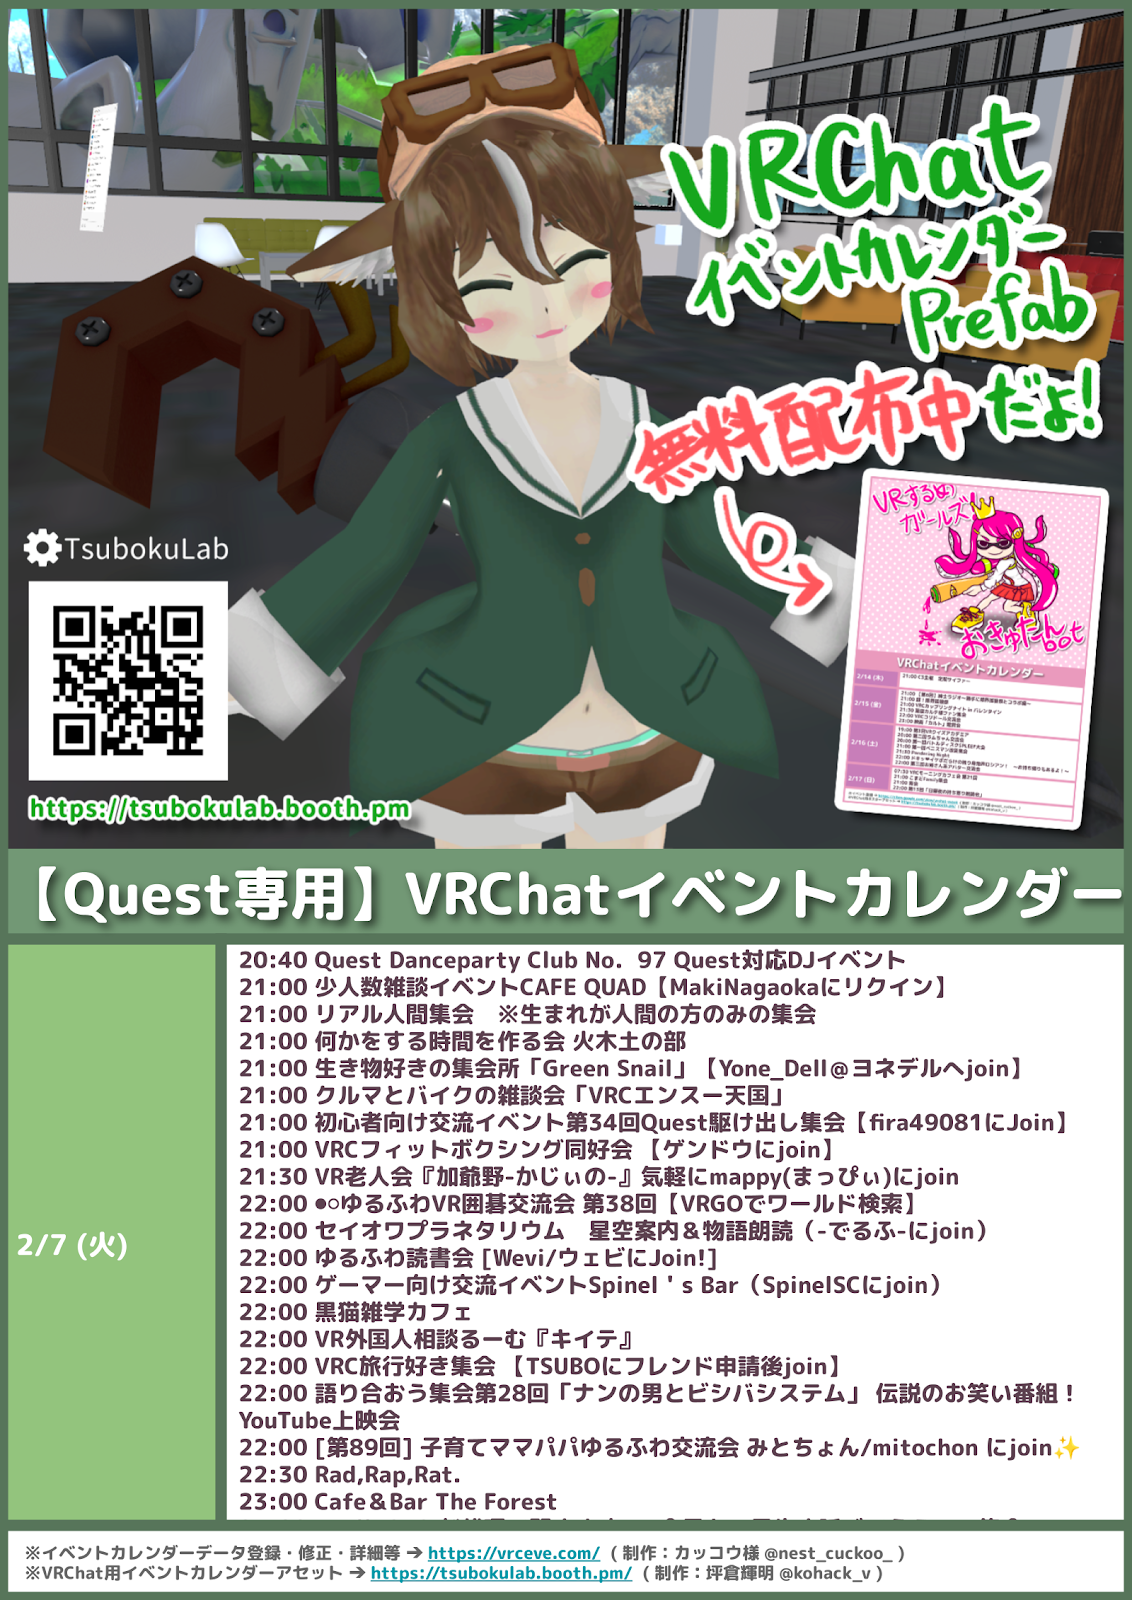 VRChat
イベントカレンダー
Prefab
無料配布中だよ!
TsubokuLab
https://tsubokulab.booth.pm
VRするめ
ガールズ
おきゅたん
bot
VRChatイベントカレンダー
2/14 (木)
2/15 (金)
2/16 (土)
2/17 (日)
【Quest専用】VRChatイベントカレンダー
2/7 (火)
20:40 Quest Danceparty Club No. 97 Quest対応DJイベント
21:00 少人数雑談イベントCAFE QUAD【MakiNagaokaにリクイン】
21:00 リアル人間集会　※生まれが人間の方のみの集会
21:00 何かをする時間を作る会 火木土の部
21:00 生き物好きの集会所「Green Snail」【Yone_Dell@ヨネデルへjoin】
21:00 クルマとバイクの雑談会「VRCエンスー天国」
21:00 初心者向け交流イベント第34回Quest駆け出し集会【fira49081にJoin】
21:00 VRCフィットボクシング同好会 【ゲンドウにjoin】
21:30 VR老人会『加爺野-かじぃの-』気軽にmappy(まっぴぃ)にjoin
22:00 ●○ゆるふわVR囲碁交流会 第38回【VRGOでワールド検索】
22:00 セイオワプラネタリウム　星空案内＆物語朗読（-でるふ-にjoin）
22:00 ゆるふわ読書会 [Wevi/ウェビにJoin!]
22:00 ゲーマー向け交流イベントSpinel ' s Bar（SpinelSCにjoin）
22:00 黒猫雑学カフェ
22:00 VR外国人相談るーむ『キイテ』
22:00 VRC旅行好き集会 【TSUBOにフレンド申請後join】
22:00 語り合おう集会第28回「ナンの男とビシバシステム」 伝説のお笑い番組！
YouTube上映会
22:00 [第89回] 子育てママパパゆるふわ交流会 みとちょん/mitochon にjoin✨
22:30 Rad,Rap,Rat.
23:00 Cafe＆Bar The Forest
※イベントカレンダーデータ登録・修正・詳細等 ➔ https://vrceve.com/ ( 制作：カッコウ様 @nest_cuckoo_ )
※VRChat用イベントカレンダーアセット ➔ https://tsubokulab.booth.pm/ ( 制作：坪倉輝明 @kohack_v )